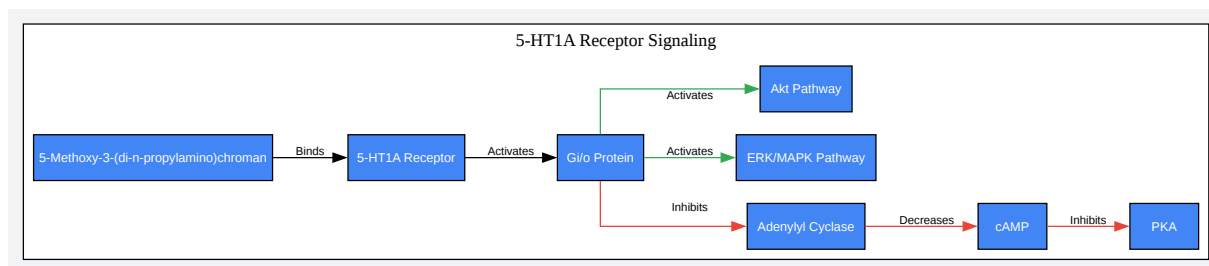 5-HT1A Receptor Signaling
Activates
Akt Pathway
5-Methoxy-3-(di-n-propylamino)chroman
Binds
5-HT1A Receptor
Activates
Gi/o Protein
Activates
ERK/MAPK Pathway
Inhibits
Adenylyl Cyclase
Decreases
cAMP
Inhibits
PKA